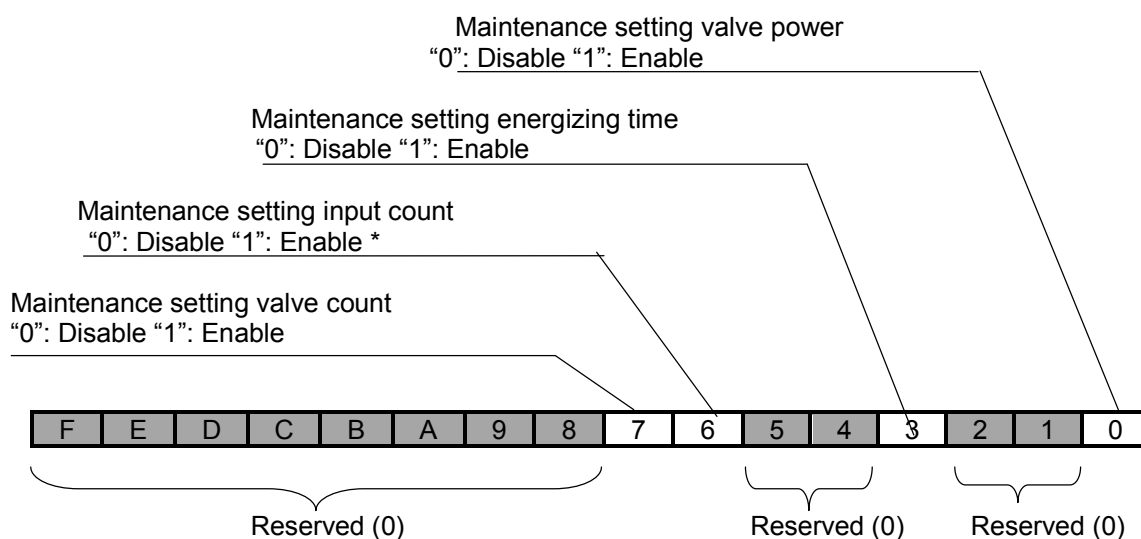 Maintenance setting valve power
“0”: Disable “1”: Enable
Maintenance setting energizing time
“0”: Disable “1”: Enable
Maintenance setting input count
“0”: Disable “1”: Enable *
Maintenance setting valve count
“0”: Disable “1”: Enable
F E D C B A 9 8 7 6 5 4 3 2 1 0
Reserved (0) Reserved (0) Reserved (0)